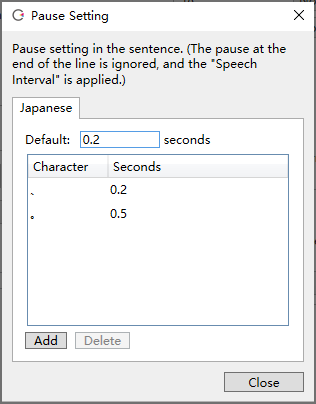 Pause Setting
Pause setting in the sentence. (The pause at the
end of the line is ignored, and the "Speech
Interval" is applied.)
Japanese
Default: 0.2 seconds
Character Seconds
、 0.2
。 0.5
Add Delete
Close